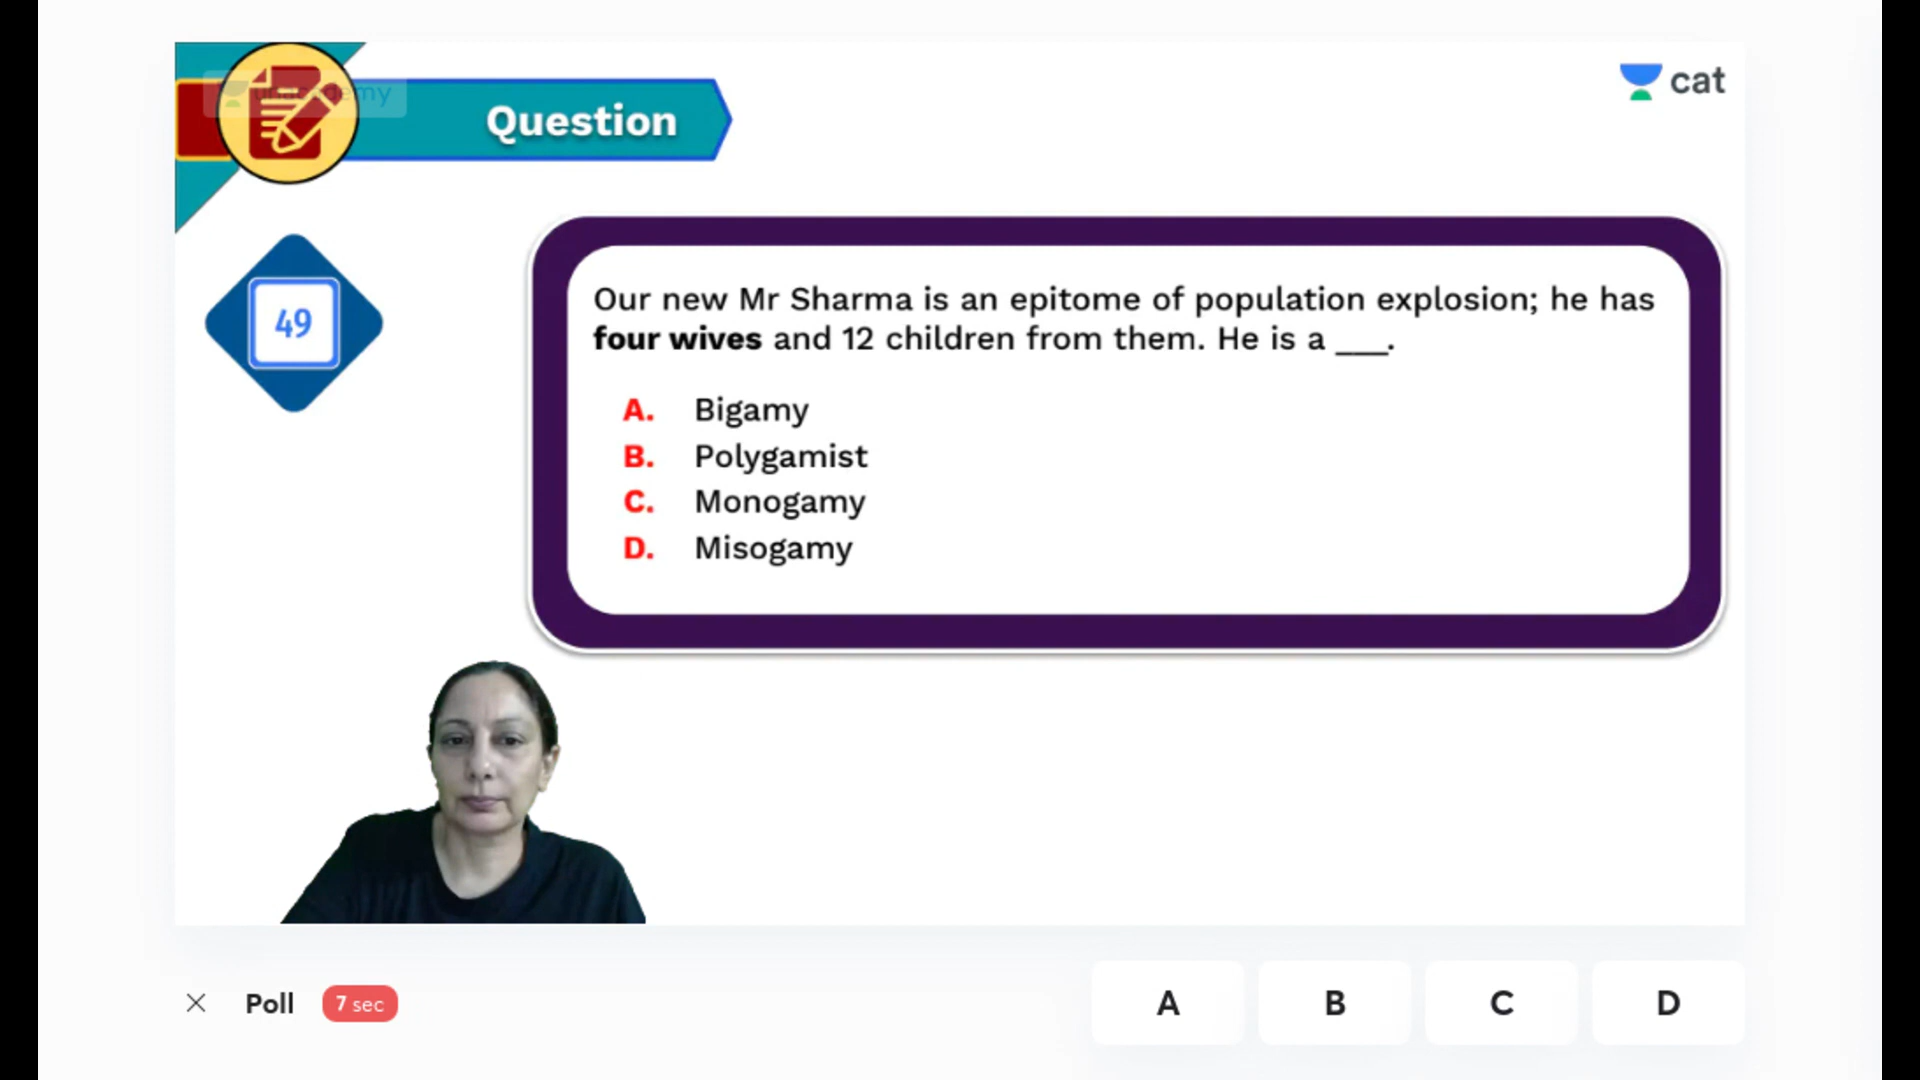 unacademy
Question
cat
49
Our new Mr Sharma is an epitome of population explosion; he has
four wives and 12 children from them. He is a ___.
A. Bigamy
B. Polygamist
C. Monogamy
D. Misogamy
Poll 7 sec A B C D